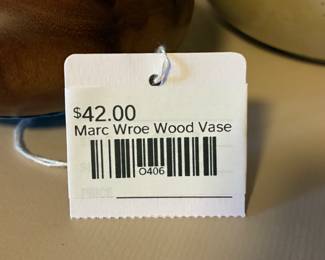 $42.00
Marc Wroe Wood Vase
O406
PRICE